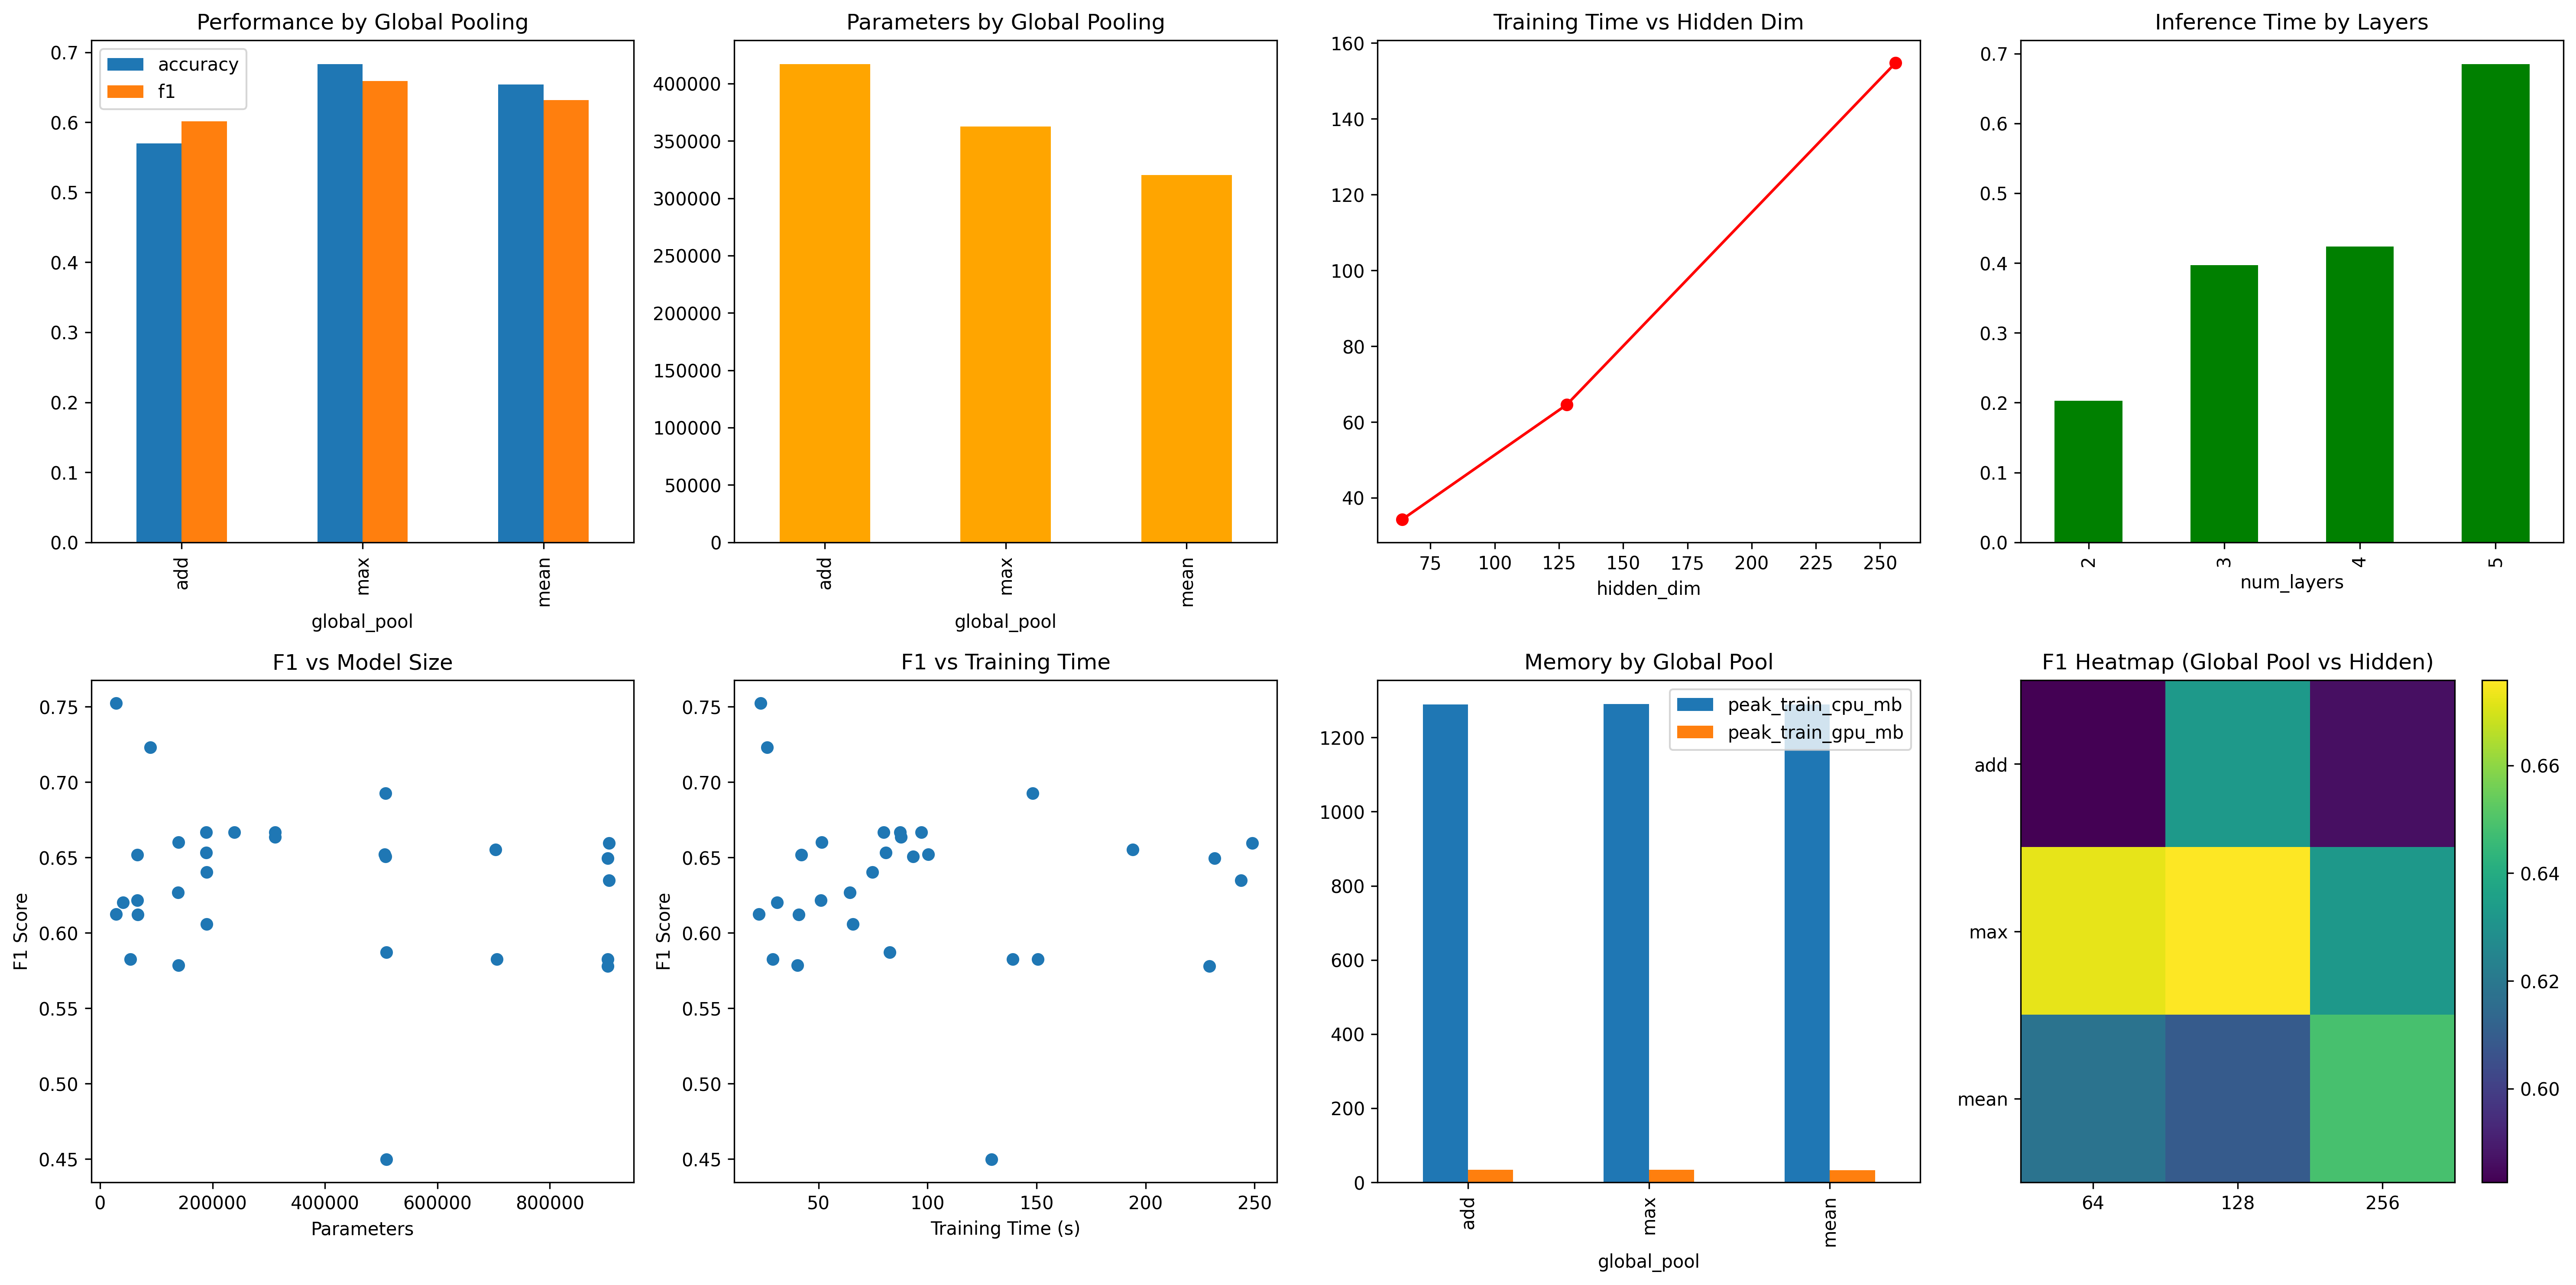 Performance by Global Pooling
0.7
0.6
0.5
0.4
0.3
0.2
0.1
0.0
accuracy
f1
add
max
mean
global_pool
Parameters by Global Pooling
400000
350000
300000
250000
200000
150000
100000
50000
0
add
max
mean
global_pool
Training Time vs Hidden Dim
160
140
120
100
80
60
40
75 100 125 150 175 200 225 250
hidden_dim
Inference Time by Layers
0.7
0.6
0.5
0.4
0.3
0.2
0.1
0.0
2
3
4
5
num_layers
F1 vs Model Size
F1 Score
0.75
0.70
0.65
0.60
0.55
0.50
0.45
0 200000 400000 600000 800000
Parameters
F1 vs Training Time
F1 Score
0.75
0.70
0.65
0.60
0.55
0.50
0.45
50 100 150 200 250
Training Time (s)
Memory by Global Pool
1200
1000
800
600
400
200
0
peak_train_cpu_mb
peak_train_gpu_mb
add
max
mean
global_pool
F1 Heatmap (Global Pool vs Hidden)
add
max
mean
64 128 256
0.66
0.64
0.62
0.60